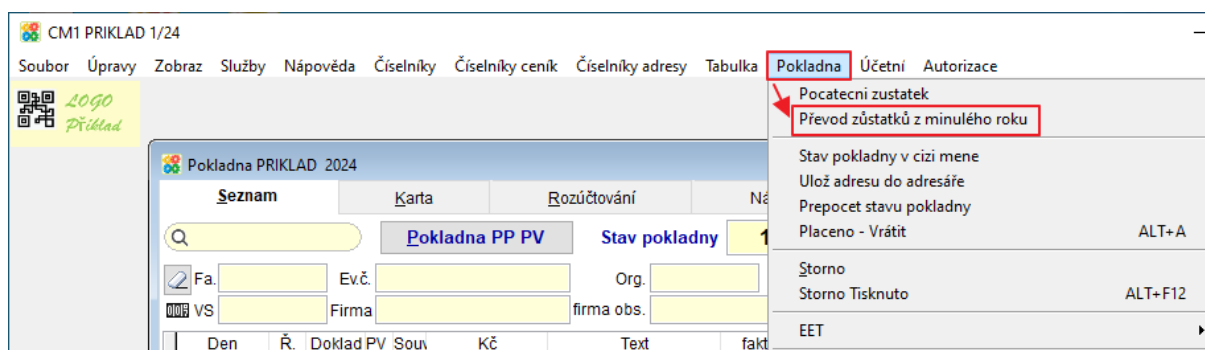 CM1 PRIKLAD 1/24
Soubor Úpravy Zobraz Služby Nápověda Číselníky Číselníky ceník Číselníky adresy Tabulka Pokladna Účetní Autorizace
LOGO
Příklad
Pocatecni zustatek
Převod zůstatků z minulého roku
Stav pokladny v cizi mene
Ulož adresu do adresáře
Prepocet stavu pokladny
Placeno - Vrátit ALT+A
Storno
Storno Tisknuto ALT+F12
EET
Pokladna PRIKLAD 2024
Seznam Karta Rozúčtování Ná
Pokladna PP PV Stav pokladny 1
Fa. Ev.č. Org.
VS Firma firma obs.
Den Ř. Doklad PV Souv Kč Text fakt